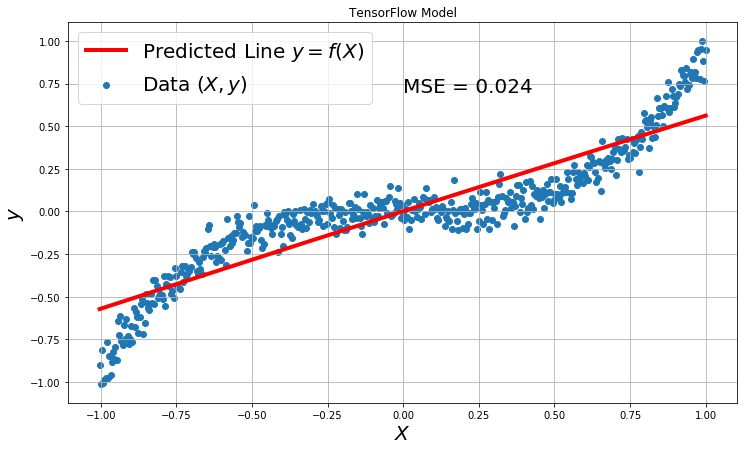 TensorFlow Model
Predicted Line y = f(X)
Data (X, y)
MSE = 0.024
1.00
0.75
0.50
0.25
0.00
−0.25
−0.50
−0.75
−1.00
y
−1.00 −0.75 −0.50 −0.25 0.00 0.25 0.50 0.75 1.00
X